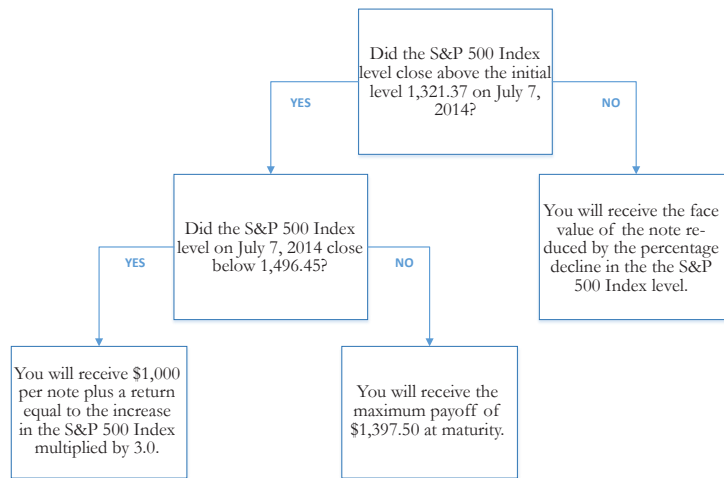 Did the S&P 500 Index
level close above the initial
level 1,321.37 on July 7,
2014?
YES
NO
Did the S&P 500 Index
level on July 7, 2014 close
below 1,496.45?
You will receive the face
value of the note re-
duced by the percentage
decline in the the S&P
500 Index level.
YES
NO
You will receive $1,000
per note plus a return
equal to the increase
in the S&P 500 Index
multiplied by 3.0.
You will receive the
maximum payoff of
$1,397.50 at maturity.